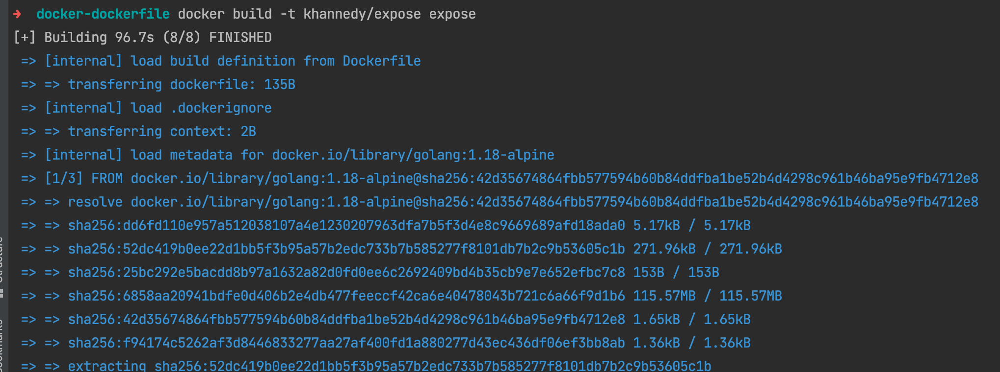 ➜  docker-dockerfile docker build -t khannedy/expose expose
[+] Building 96.7s (8/8) FINISHED
=> [internal] load build definition from Dockerfile
=> => transferring dockerfile: 135B
=> [internal] load .dockerignore
=> => transferring context: 2B
=> [internal] load metadata for docker.io/library/golang:1.18-alpine
=> [1/3] FROM docker.io/library/golang:1.18-alpine@sha256:42d35674864fbb577594b60b84ddfba1be52b4d4298c961b46ba95e9fb4712e8
=> => resolve docker.io/library/golang:1.18-alpine@sha256:42d35674864fbb577594b60b84ddfba1be52b4d4298c961b46ba95e9fb4712e8
=> => sha256:dd6fd110e957a512038107a4e1230207963dfa7b5f3d4e8c9669689afd18ada0 5.17kB / 5.17kB
=> => sha256:52dc419b0ee22d1bb5f3b95a57b2edc733b7b585277f8101db7b2c9b53605c1b 271.96kB / 271.96kB
=> => sha256:25bc292e5bacdd8b97a1632a82d0fd0ee6c2692409bd4b35cb9e7e652efbc7c8 153B / 153B
=> => sha256:6858aa20941bdfe0d406b2e4db477feeccf42ca6e40478043b721c6a66f9d1b6 115.57MB / 115.57MB
=> => sha256:42d35674864fbb577594b60b84ddfba1be52b4d4298c961b46ba95e9fb4712e8 1.65kB / 1.65kB
=> => sha256:f94174c5262af3d8446833277aa27af400fd1a880277d43ec436df06ef3bb8ab 1.36kB / 1.36kB
=> => extracting sha256:52dc419b0ee22d1bb5f3b95a57b2edc733b7b585277f8101db7b2c9b53605c1b